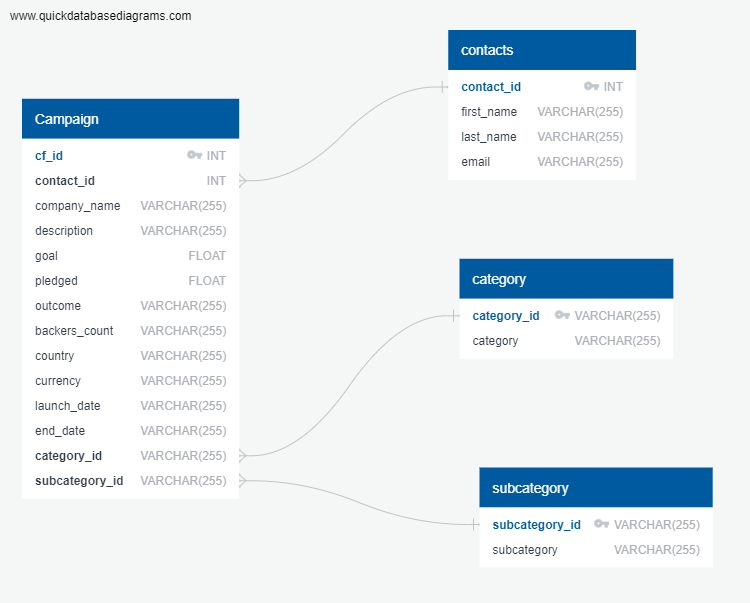 www.quickdatabasediagrams.com
Campaign
cf_id INT
contact_id INT
company_name VARCHAR(255)
description VARCHAR(255)
goal FLOAT
pledged FLOAT
outcome VARCHAR(255)
backers_count VARCHAR(255)
country VARCHAR(255)
currency VARCHAR(255)
launch_date VARCHAR(255)
end_date VARCHAR(255)
category_id VARCHAR(255)
subcategory_id VARCHAR(255)
contacts
contact_id INT
first_name VARCHAR(255)
last_name VARCHAR(255)
email VARCHAR(255)
category
category_id VARCHAR(255)
category VARCHAR(255)
subcategory
subcategory_id VARCHAR(255)
subcategory VARCHAR(255)